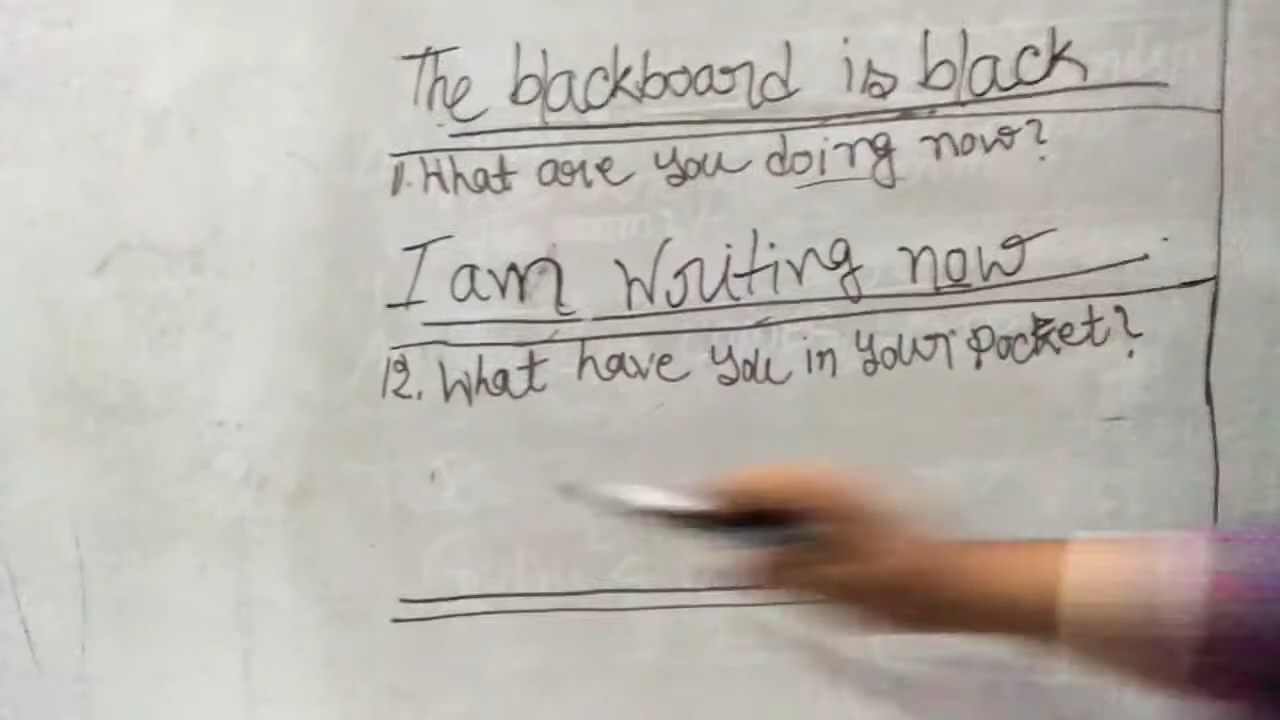 The blackboard is black
1. What are you doing now?
I am Writing now
12. What have you in your pocket?